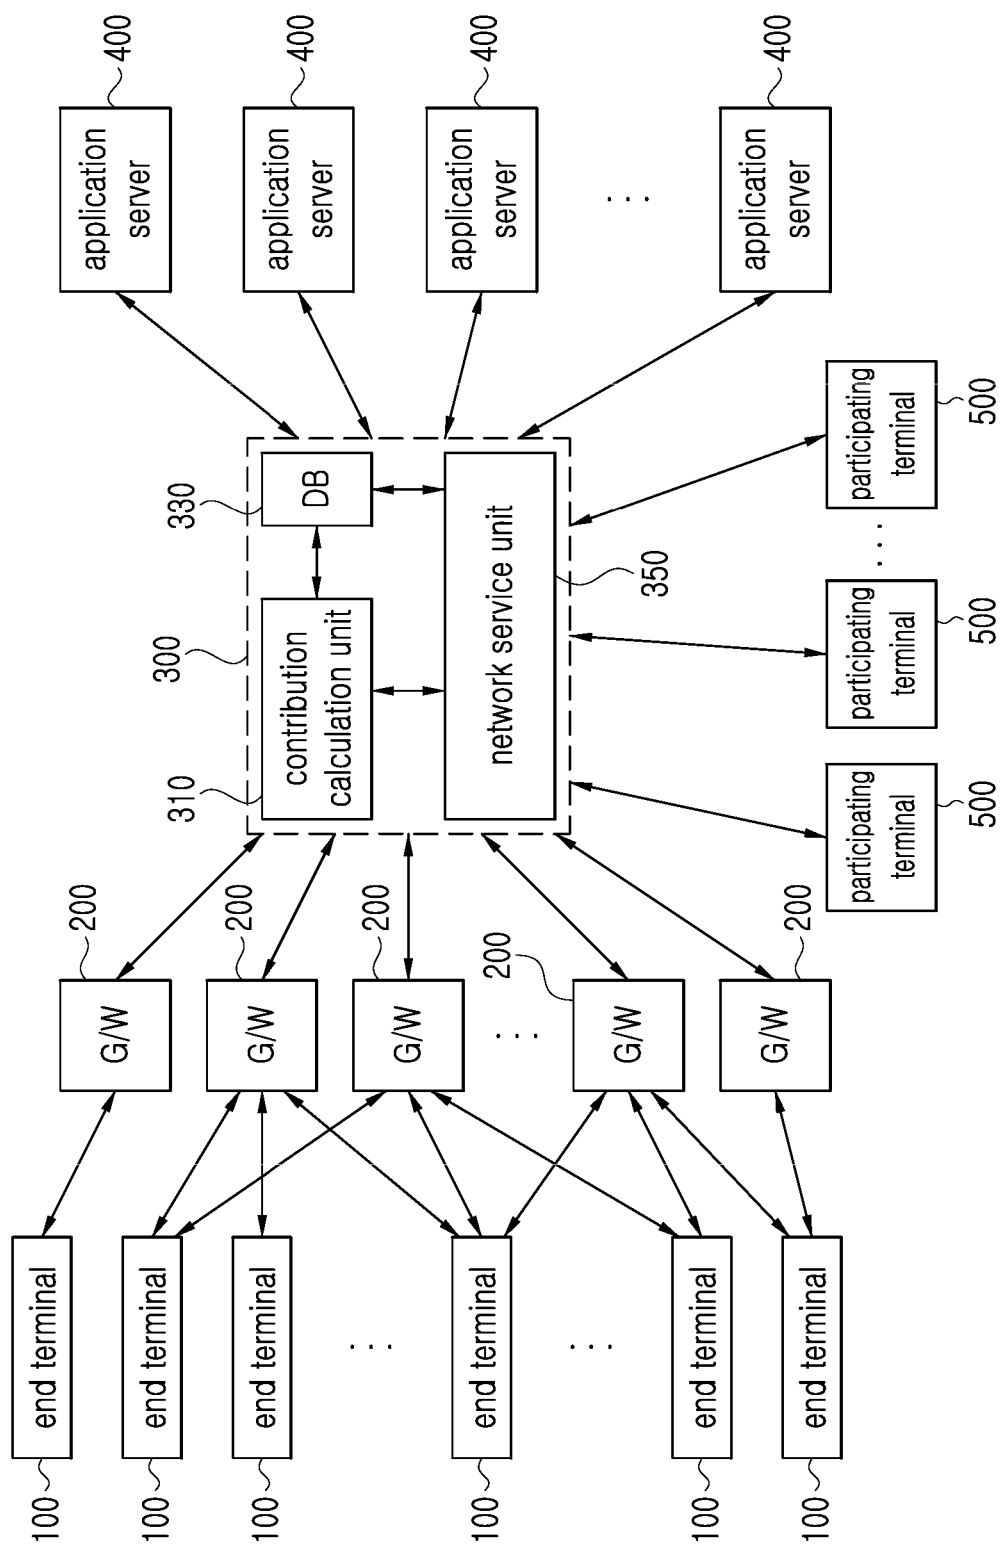 400
400
400
400
application
server
application
server
application
server
. . .
application
server
330
DB
300
310
contribution
calculation unit
network service unit
350
participating
terminal
500
. . .
participating
terminal
500
participating
terminal
500
200
G/W
200
G/W
200
G/W
. . .
200
G/W
200
G/W
end terminal
100
end terminal
100
end terminal
100
. . .
end terminal
100
. . .
end terminal
100
end terminal
100